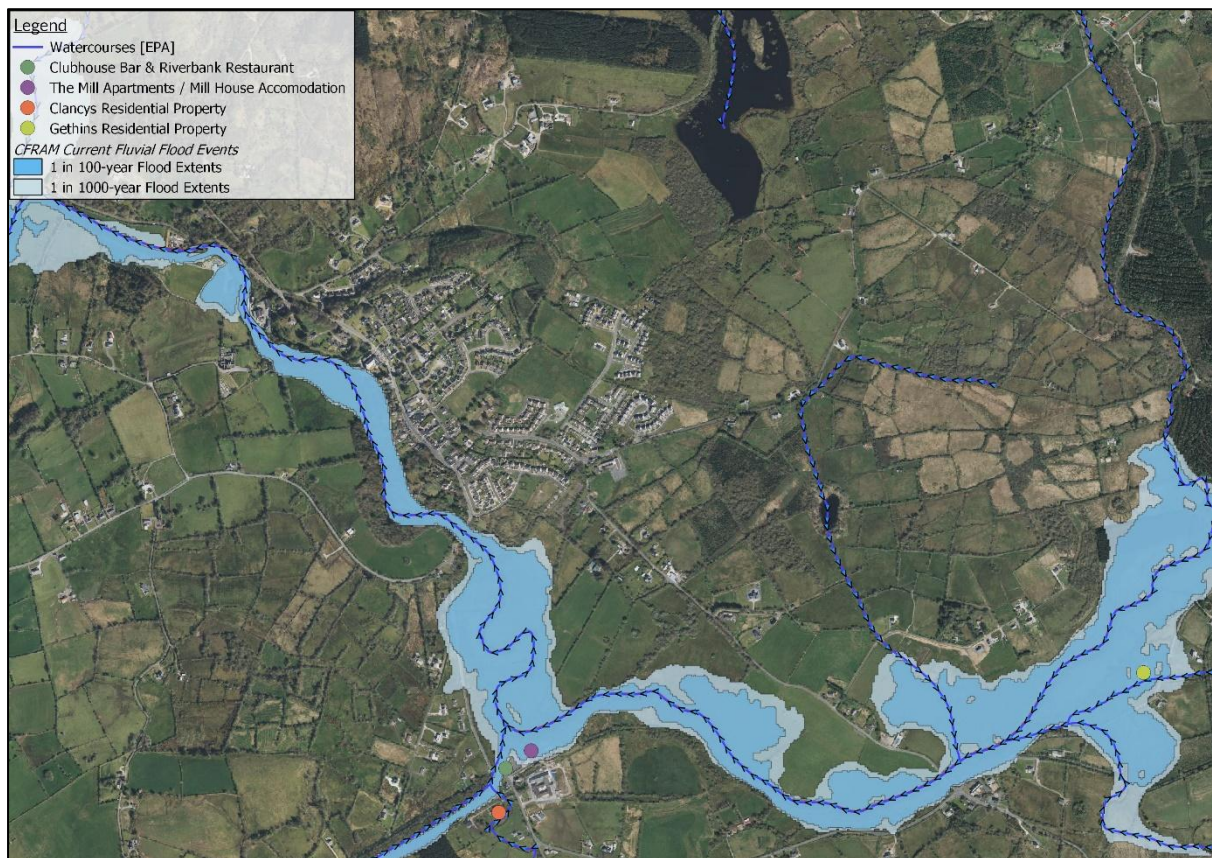 Legend
Watercourses [EPA]
Clubhouse Bar & Riverbank Restaurant
The Mill Apartments / Mill House Accomodation
Clancys Residential Property
Gethins Residential Property
CFRAM Current Fluvial Flood Events
1 in 100-year Flood Extents
1 in 1000-year Flood Extents